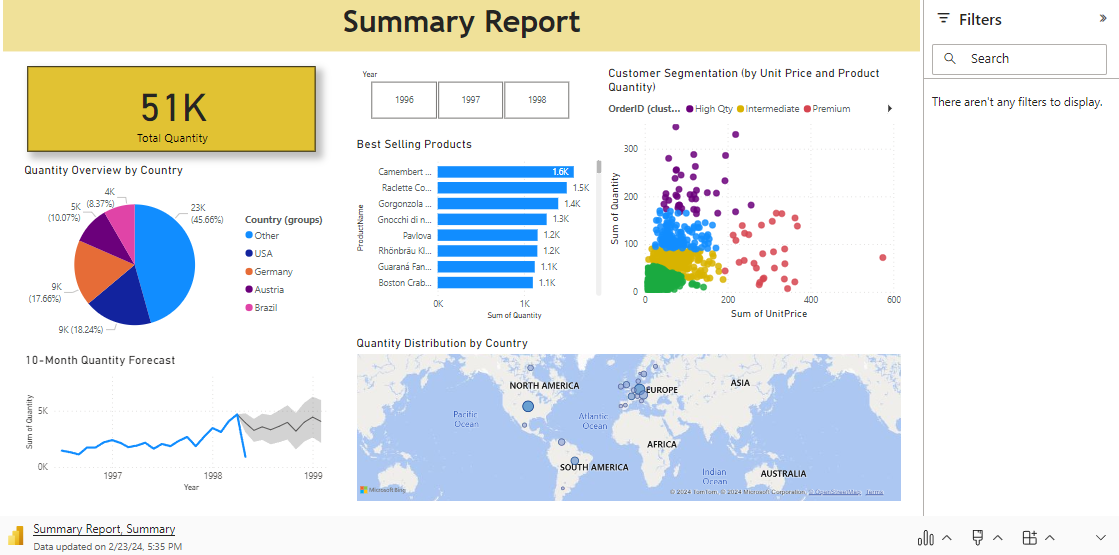 Summary Report
Filters
Search
There aren't any filters to display.
51K
Total Quantity
Year
1996
1997
1998
Customer Segmentation (by Unit Price and Product
Quantity)
OrderID (clust...
High Qty
Intermediate
Premium
300
200
100
0
Sum of Quantity
0
200
400
600
Sum of UnitPrice
Quantity Overview by Country
4K
(8.37%)
5K
(10.07%)
9K
(17.66%)
9K (18.24%)
23K
(45.66%)
Country (groups)
Other
USA
Germany
Austria
Brazil
Best Selling Products
ProductName
Camembert ...
1.6K
Raclette Co...
1.5K
Gorgonzola ...
1.4K
Gnocchi di n...
1.3K
Pavlova
1.2K
Rhönbräu Kl...
1.2K
Guaraná Fan...
1.1K
Boston Crab...
1.1K
0K
1K
Sum of Quantity
10-Month Quantity Forecast
Sum of Quantity
5K
0K
1997
1998
1999
Year
Quantity Distribution by Country
NORTH AMERICA
EUROPE
ASIA
Pacific
Ocean
Atlantic
Ocean
AFRICA
SOUTH AMERICA
Indian
Ocean
AUSTRALIA
Microsoft Bing
© 2024 TomTom, © 2024 Microsoft Corporation, © OpenStreetMap Terms
Summary Report, Summary
Data updated on 2/23/24, 5:35 PM